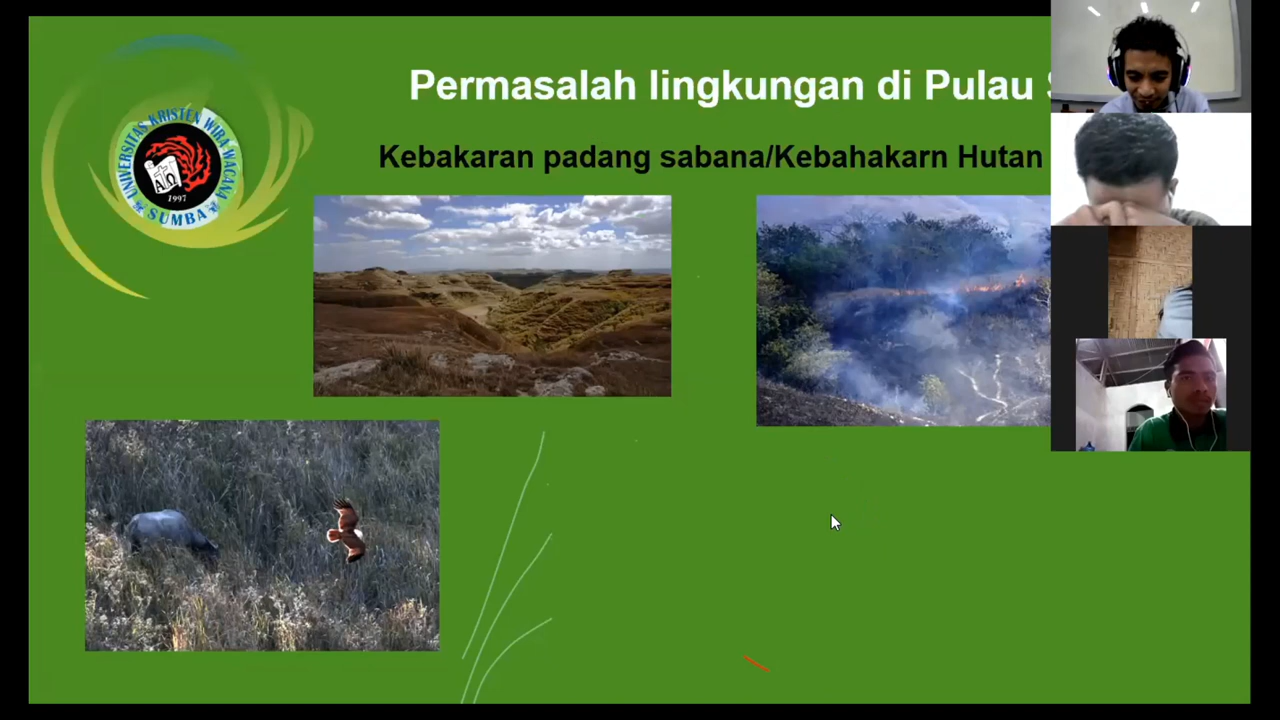 Permasalah lingkungan di Pulau
Kebakaran padang sabana/Kebahakarn Hutan
UNIVERSITAS KRISTEN WIRA WACANA
Α Ω
1997
SUMBA